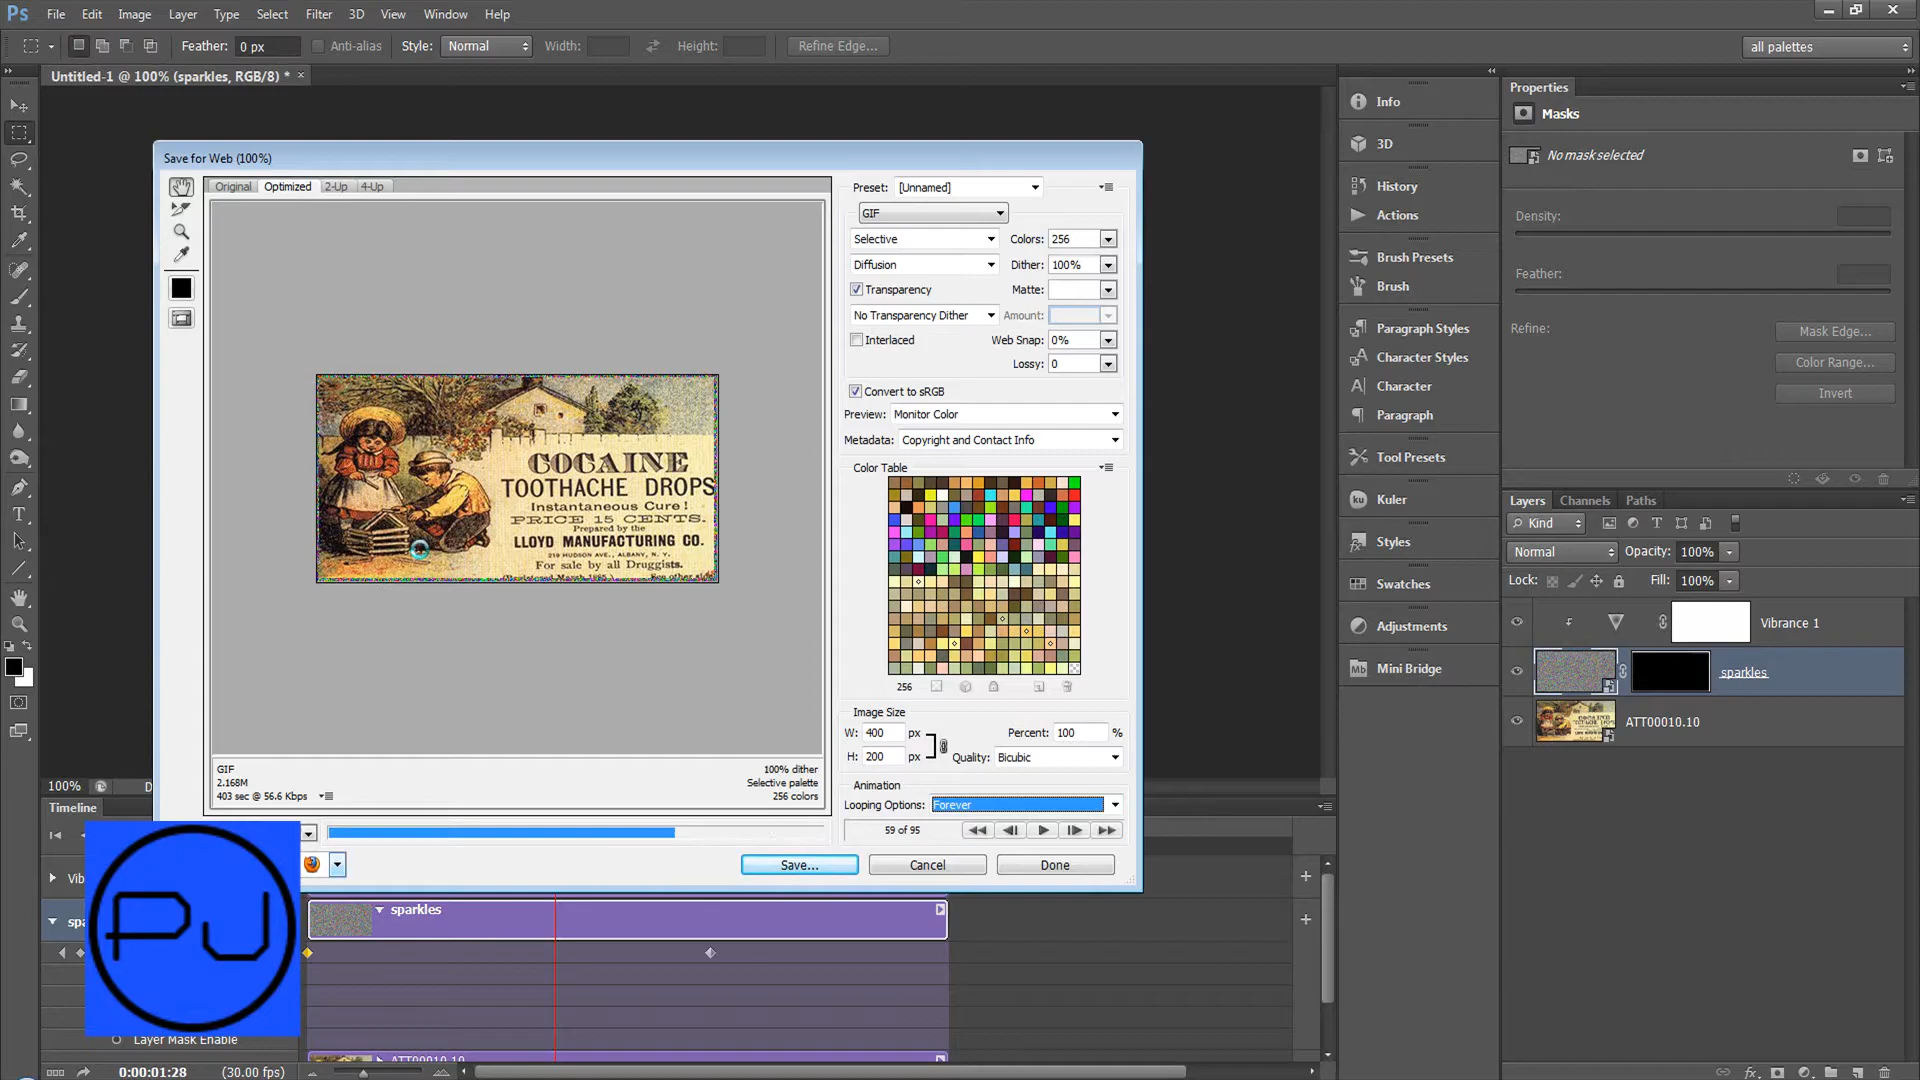 Ps File Edit Image Layer Type Select Filter 3D View Window Help
Feather: 0 px Anti-alias Style: Normal Width: Height: Refine Edge... all palettes
Untitled-1 @ 100% (sparkles, RGB/8) * ×
Save for Web (100%)
Original Optimized 2-Up 4-Up
COCAINE
TOOTHACHE DROPS
Instantaneous Cure!
PRICE 15 CENTS.
Prepared by the
LLOYD MANUFACTURING CO.
219 HUDSON AVE., ALBANY, N. Y.
For sale by all Druggists.
GIF
2.168M
403 sec @ 56.6 Kbps
100% dither
Selective palette
256 colors
Preset: [Unnamed]
GIF
Selective Colors: 256
Diffusion Dither: 100%
Transparency Matte:
No Transparency Dither Amount:
Interlaced Web Snap: 0%
Lossy: 0
Convert to sRGB
Preview: Monitor Color
Metadata: Copyright and Contact Info
Color Table
256
Image Size
W: 400 px Percent: 100 %
H: 200 px Quality: Bicubic
Animation
Looping Options: Forever
59 of 95
Save... Cancel Done
Info
3D
History
Actions
Brush Presets
Brush
Paragraph Styles
Character Styles
Character
Paragraph
Tool Presets
Kuler
Styles
Swatches
Adjustments
Mini Bridge
Properties
Masks
No mask selected
Density:
Feather:
Refine: Mask Edge...
Color Range...
Invert
Layers Channels Paths
Kind
Normal Opacity: 100%
Lock: Fill: 100%
Vibrance 1
sparkles
ATT00010.10
100%
Timeline
sparkles
PJ
Layer Mask Enable
ATT00010.10
0:00:01:28 (30.00 fps)